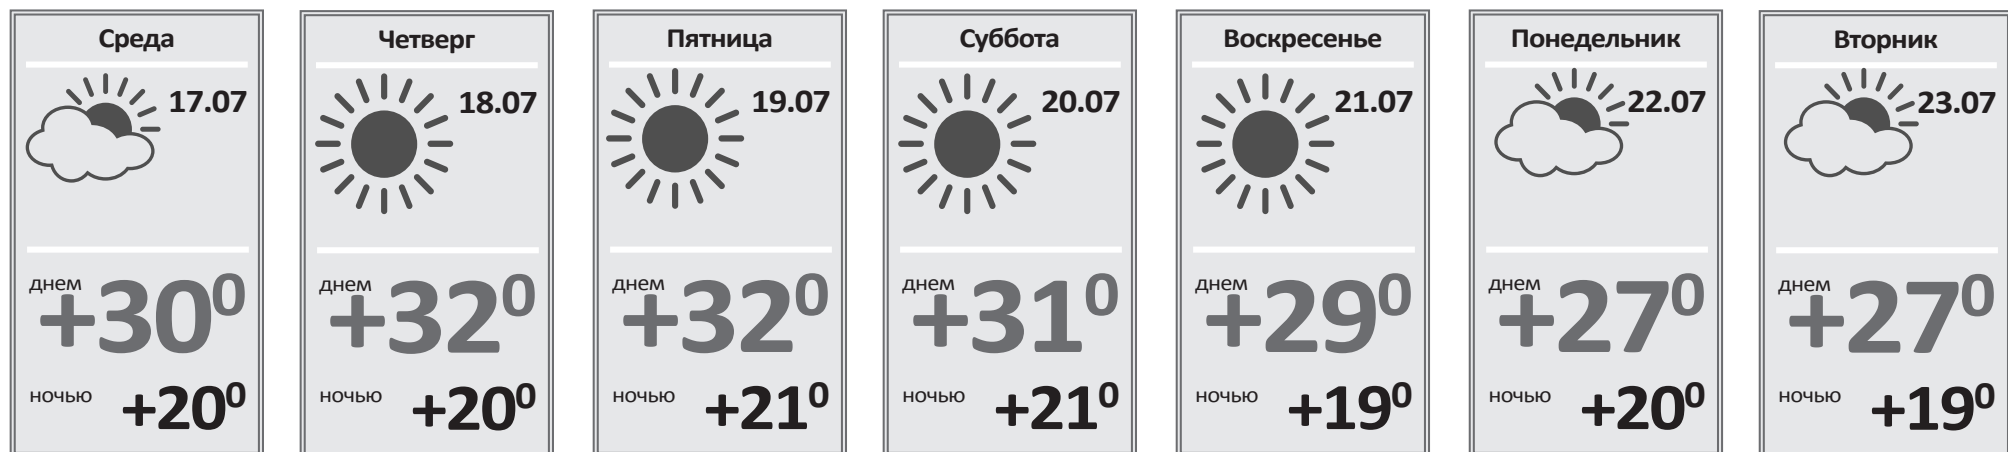 Среда
17.07
днем
+30⁰
ночью
+20⁰
Четверг
18.07
днем
+32⁰
ночью
+20⁰
Пятница
19.07
днем
+32⁰
ночью
+21⁰
Суббота
20.07
днем
+31⁰
ночью
+21⁰
Воскресенье
21.07
днем
+29⁰
ночью
+19⁰
Понедельник
22.07
днем
+27⁰
ночью
+20⁰
Вторник
23.07
днем
+27⁰
ночью
+19⁰